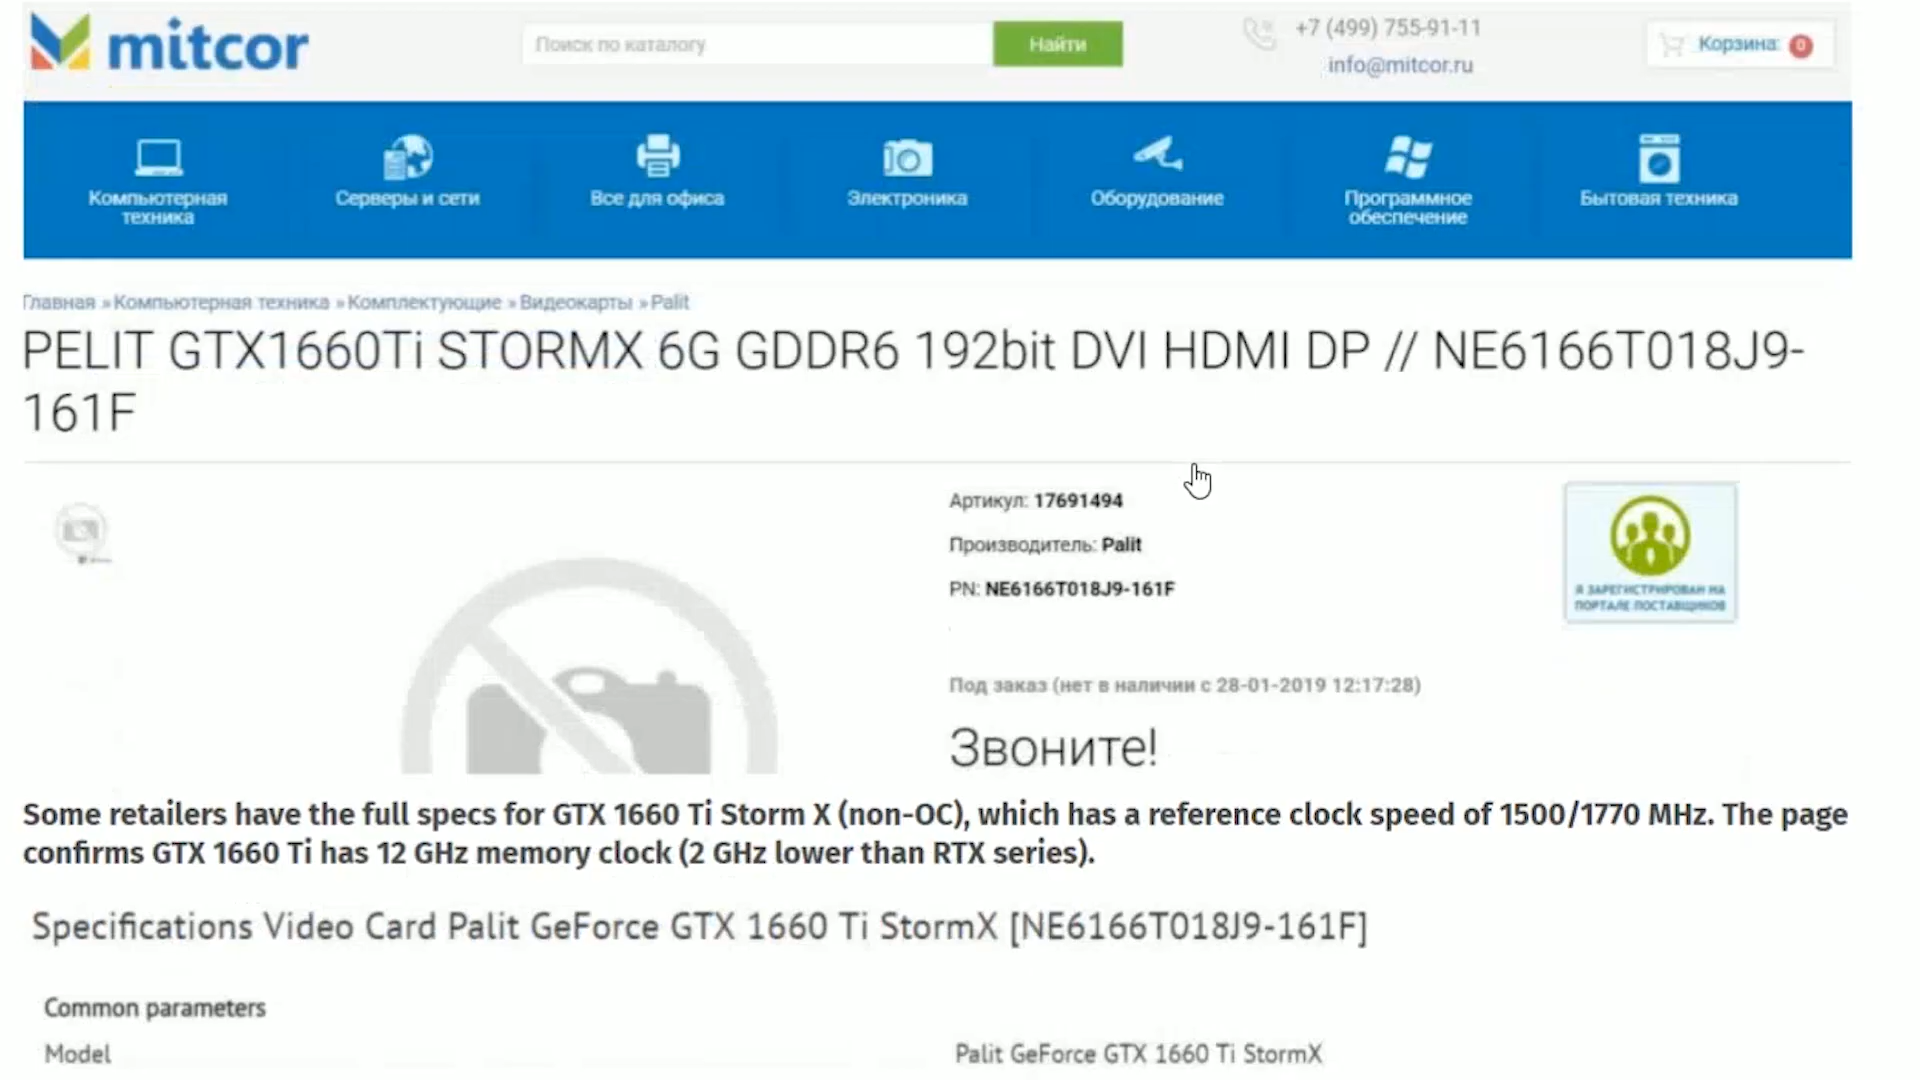 mitcor
Поиск по каталогу
Найти
+7 (499) 755-91-11
info@mitcor.ru
Корзина: 0
Компьютерная
техника
Серверы и сети
Все для офиса
Электроника
Оборудование
Программное
обеспечение
Бытовая техника
Главная » Компьютерная техника » Комплектующие » Видеокарты » Palit
PELIT GTX1660Ti STORMX 6G GDDR6 192bit DVI HDMI DP // NE6166T018J9-
161F
Артикул: 17691494
Производитель: Palit
PN: NE6166T018J9-161F
Я ЗАРЕГИСТРИРОВАН НА
ПОРТАЛЕ ПОСТАВЩИКОВ
Под заказ (нет в наличии с 28-01-2019 12:17:28)
Звоните!
Some retailers have the full specs for GTX 1660 Ti Storm X (non-OC), which has a reference clock speed of 1500/1770 MHz. The page
confirms GTX 1660 Ti has 12 GHz memory clock (2 GHz lower than RTX series).
Specifications Video Card Palit GeForce GTX 1660 Ti StormX [NE6166T018J9-161F]
Common parameters
Model
Palit GeForce GTX 1660 Ti StormX